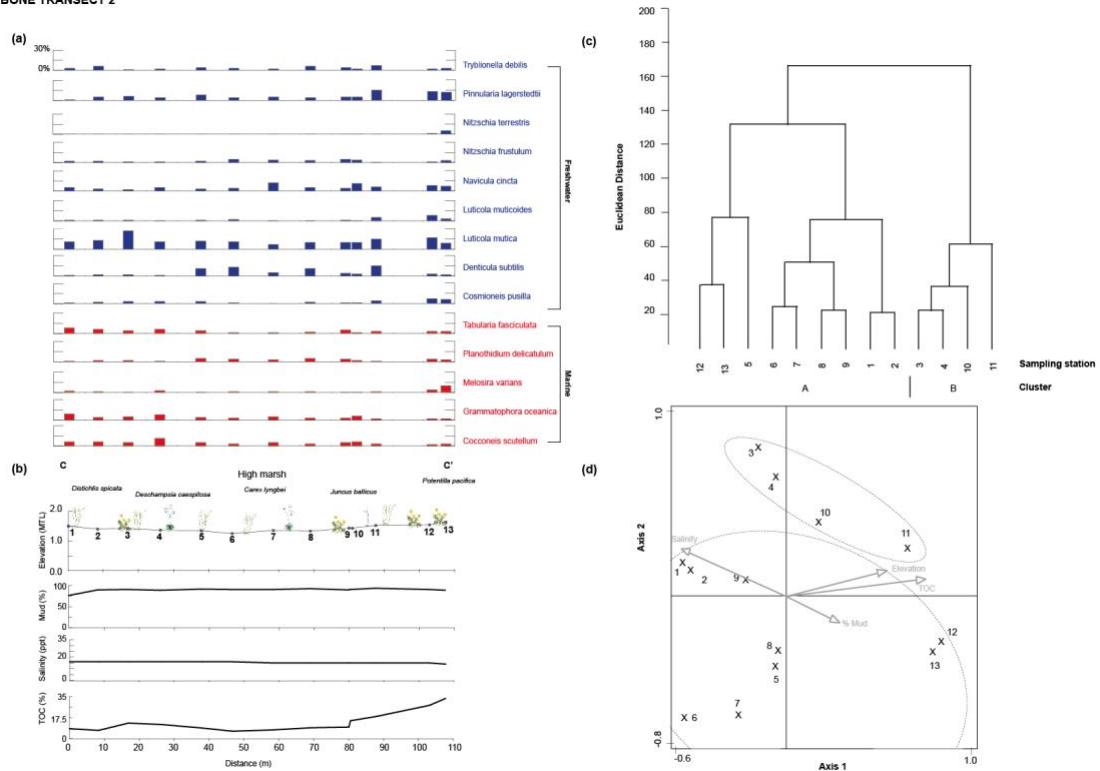 BONE TRANSECT 2
(a)
30%
0%
Tryblionella debilis
Pinnularia lagerstedtii
Nitzschia terrestris
Nitzschia frustulum
Navicula cincta
Luticola muticoides
Luticola mutica
Denticula subtilis
Cosmioneis pusilla
Freshwater
Tabularia fasciculata
Planothidium delicatulum
Melosira varians
Grammatophora oceanica
Cocconeis scutellum
Marine
(b)
C
C'
High marsh
Distichlis spicata
Deschampsia caespitosa
Carex lyngbei
Juncus balticus
Potentilla pacifica
Elevation (MTL)
2.0
1.0
0.0
1 2 3 4 5 6 7 8 9 10 11 12 13
Mud (%)
100
50
0
Salinity (ppt)
35
20
0
TOC (%)
35
17.5
0
0 10 20 30 40 50 60 70 80 90 100 110
Distance (m)
(c)
Euclidean Distance
200
180
160
140
120
100
80
60
40
20
12 13 5 6 7 8 9 1 2 3 4 10 11
Sampling station
A B
Cluster
(d)
Axis 2
1.0
-0.8
3
4
10
11
Salinity
Elevation
TOC
% Mud
1
2
9
8
5
12
13
7
6
-0.6
1.0
Axis 1